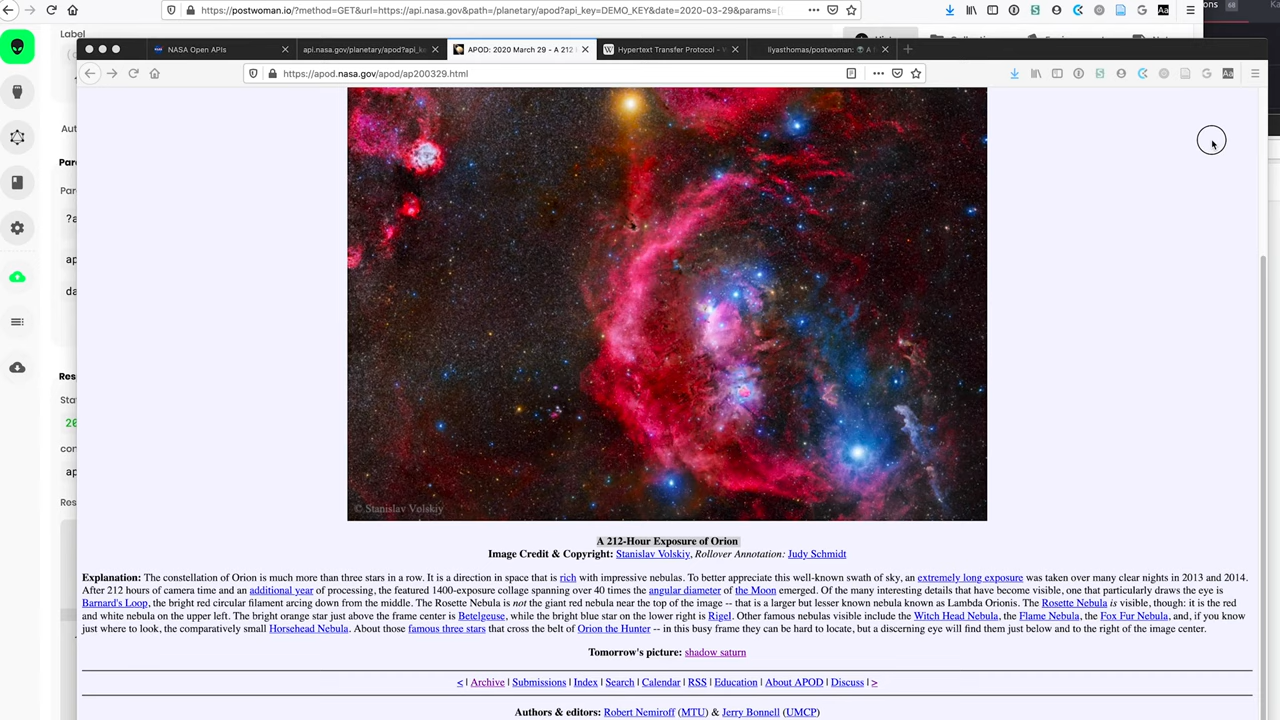 https://postwoman.io/?method=GET&url=https://api.nasa.gov&path=/planetary/apod?api_key=DEMO_KEY&date=2020-03-29&params=[
Label
NASA Open APIs
api.nasa.gov/planetary/apod?api_ke
APOD: 2020 March 29 - A 212
Hypertext Transfer Protocol -
liyasthomas/postwoman:
https://apod.nasa.gov/apod/ap200329.html
Aut
Par
Par
?a
ap
da
Res
Sta
20
con
ap
Res
© Stanislav Volskiy
A 212-Hour Exposure of Orion
Image Credit & Copyright: Stanislav Volskiy, Rollover Annotation: Judy Schmidt
Explanation: The constellation of Orion is much more than three stars in a row. It is a direction in space that is rich with impressive nebulas. To better appreciate this well-known swath of sky, an extremely long exposure was taken over many clear nights in 2013 and 2014.
After 212 hours of camera time and an additional year of processing, the featured 1400-exposure collage spanning over 40 times the angular diameter of the Moon emerged. Of the many interesting details that have become visible, one that particularly draws the eye is
Barnard's Loop, the bright red circular filament arcing down from the middle. The Rosette Nebula is not the giant red nebula near the top of the image -- that is a larger but lesser known nebula known as Lambda Orionis. The Rosette Nebula is visible, though: it is the red
and white nebula on the upper left. The bright orange star just above the frame center is Betelgeuse, while the bright blue star on the lower right is Rigel. Other famous nebulas visible include the Witch Head Nebula, the Flame Nebula, the Fox Fur Nebula, and, if you know
just where to look, the comparatively small Horsehead Nebula. About those famous three stars that cross the belt of Orion the Hunter -- in this busy frame they can be hard to locate, but a discerning eye will find them just below and to the right of the image center.
Tomorrow's picture: shadow saturn
< | Archive | Submissions | Index | Search | Calendar | RSS | Education | About APOD | Discuss | >
Authors & editors: Robert Nemiroff (MTU) & Jerry Bonnell (UMCP)